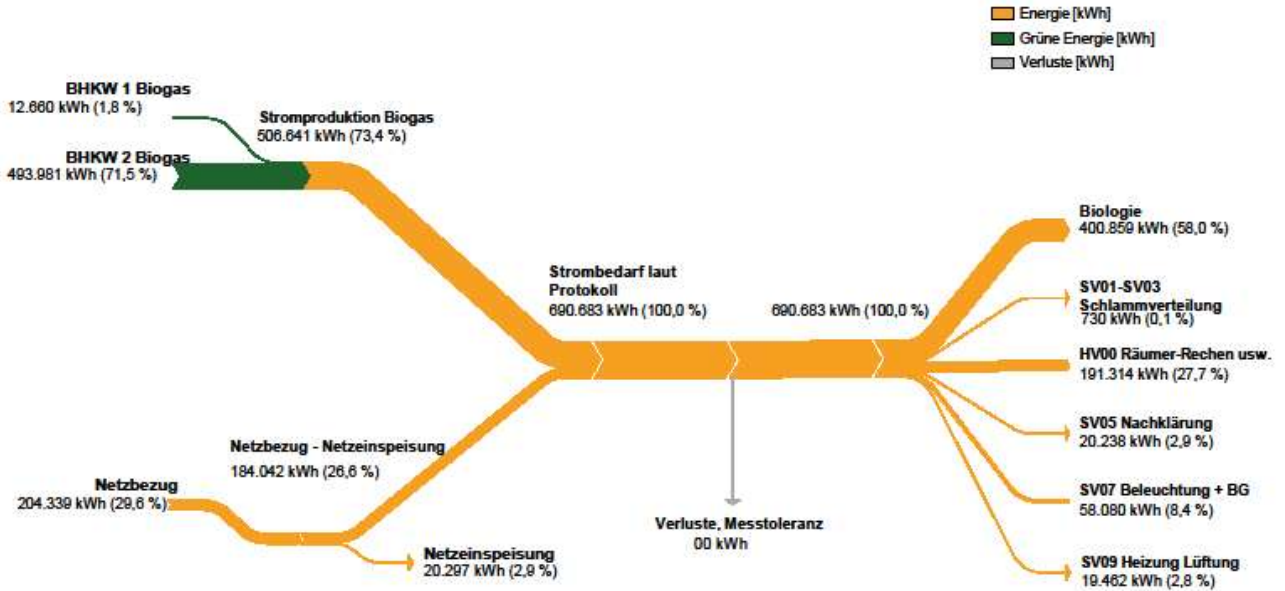 Energie [kWh]
Grüne Energie [kWh]
Verluste [kWh]
BHKW 1 Biogas
12.660 kWh (1,8 %)
Stromproduktion Biogas
506.641 kWh (73,4 %)
BHKW 2 Biogas
493.981 kWh (71,5 %)
Strombedarf laut
Protokoll
690.683 kWh (100,0 %)
690.683 kWh (100,0 %)
Biologie
400.859 kWh (58,0 %)
SV01-SV03
Schlammverteilung
730 kWh (0,1 %)
HV00 Räumer-Rechen usw.
191.314 kWh (27,7 %)
SV05 Nachklärung
20.238 kWh (2,9 %)
SV07 Beleuchtung + BG
58.080 kWh (8,4 %)
SV09 Heizung Lüftung
19.462 kWh (2,8 %)
Netzbezug - Netzeinspeisung
184.042 kWh (26,6 %)
Netzbezug
204.339 kWh (29,6 %)
Netzeinspeisung
20.297 kWh (2,9 %)
Verluste, Messtoleranz
00 kWh